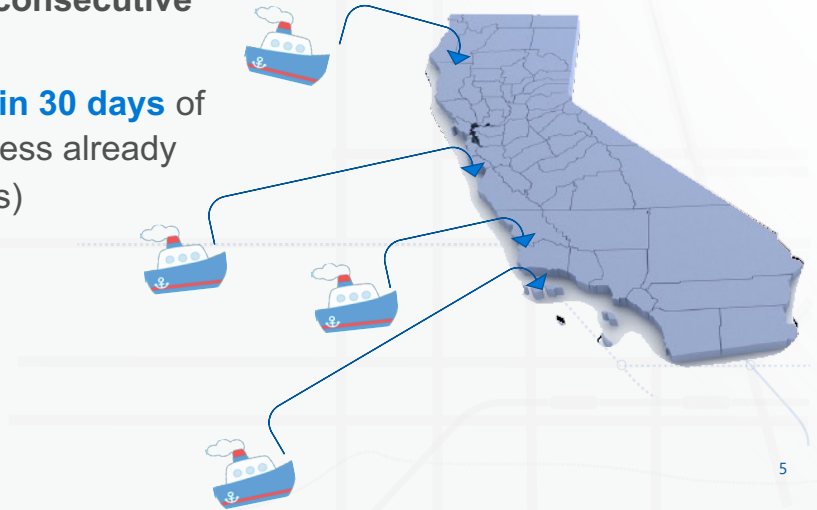 consecutive
in 30 days of
ess already
s)
5